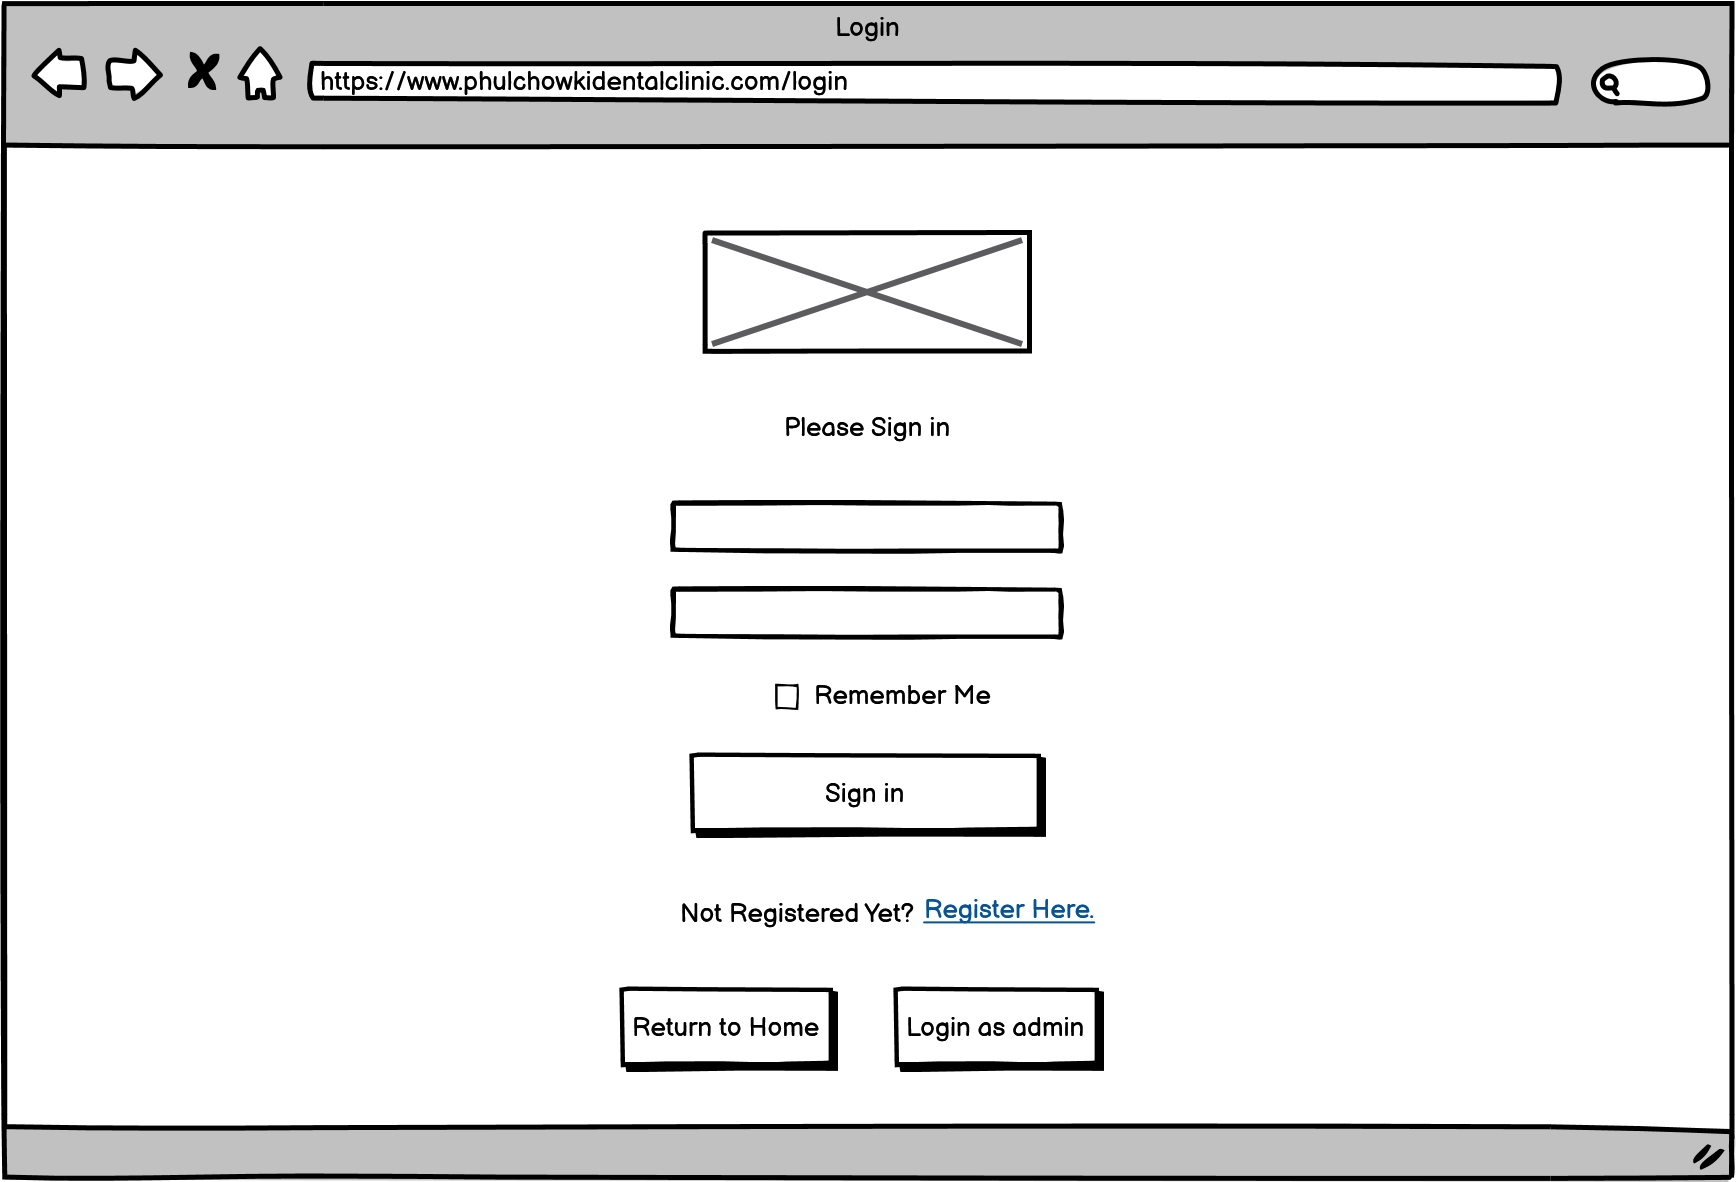 Login
https://www.phulchowkidentalclinic.com/login
Please Sign in
Remember Me
Sign in
Not Registered Yet? Register Here.
Return to Home
Login as admin